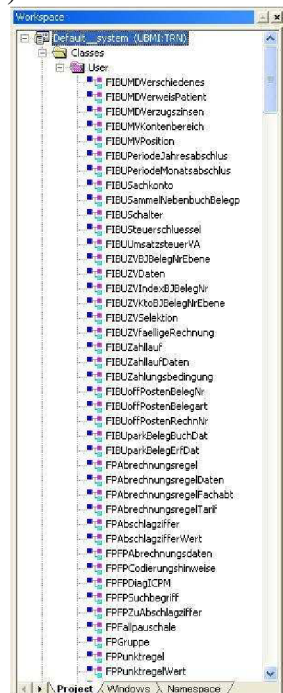 Workspace
Default_system (UBMI:TRN)
Classes
User
FIBUMDVerschiedenes
FIBUMDVerweisPatient
FIBUMDVerzugszinsen
FIBUMVKontenbereich
FIBUMVPosition
FIBUPeriodeJahresabschlus
FIBUPeriodeMonatsabschlus
FIBUSachkonto
FIBUSammelNebenbuchBelegp
FIBUSchalter
FIBUSteuerschluessel
FIBUUmsatzsteuerVA
FIBUZVBJBelegNrEbene
FIBUZVDaten
FIBUZVIndexBJBelegNr
FIBUZVKtoBJBelegNrEbene
FIBUZVSelektion
FIBUZVfaelligeRechnung
FIBUZahllauf
FIBUZahllaufDaten
FIBUZahlungsbedingung
FIBUoffPostenBelegNr
FIBUoffPostenBelegart
FIBUoffPostenRechnNr
FIBUparkBelegBuchDat
FIBUparkBelegErfDat
FPAbrechnungsregel
FPAbrechnungsregelDaten
FPAbrechnungsregelFachabt
FPAbrechnungsregelTarif
FPAbschlagziffer
FPAbschlagzifferWert
FPFPAbrechnungsdaten
FPFPCodierungshinweise
FPFPDiagICPM
FPFPSuchbegriff
FPFPZuAbschlagziffer
FPFallpauschale
FPGruppe
FPPunktregel
FPPunktregelWert
Project Windows Namespace